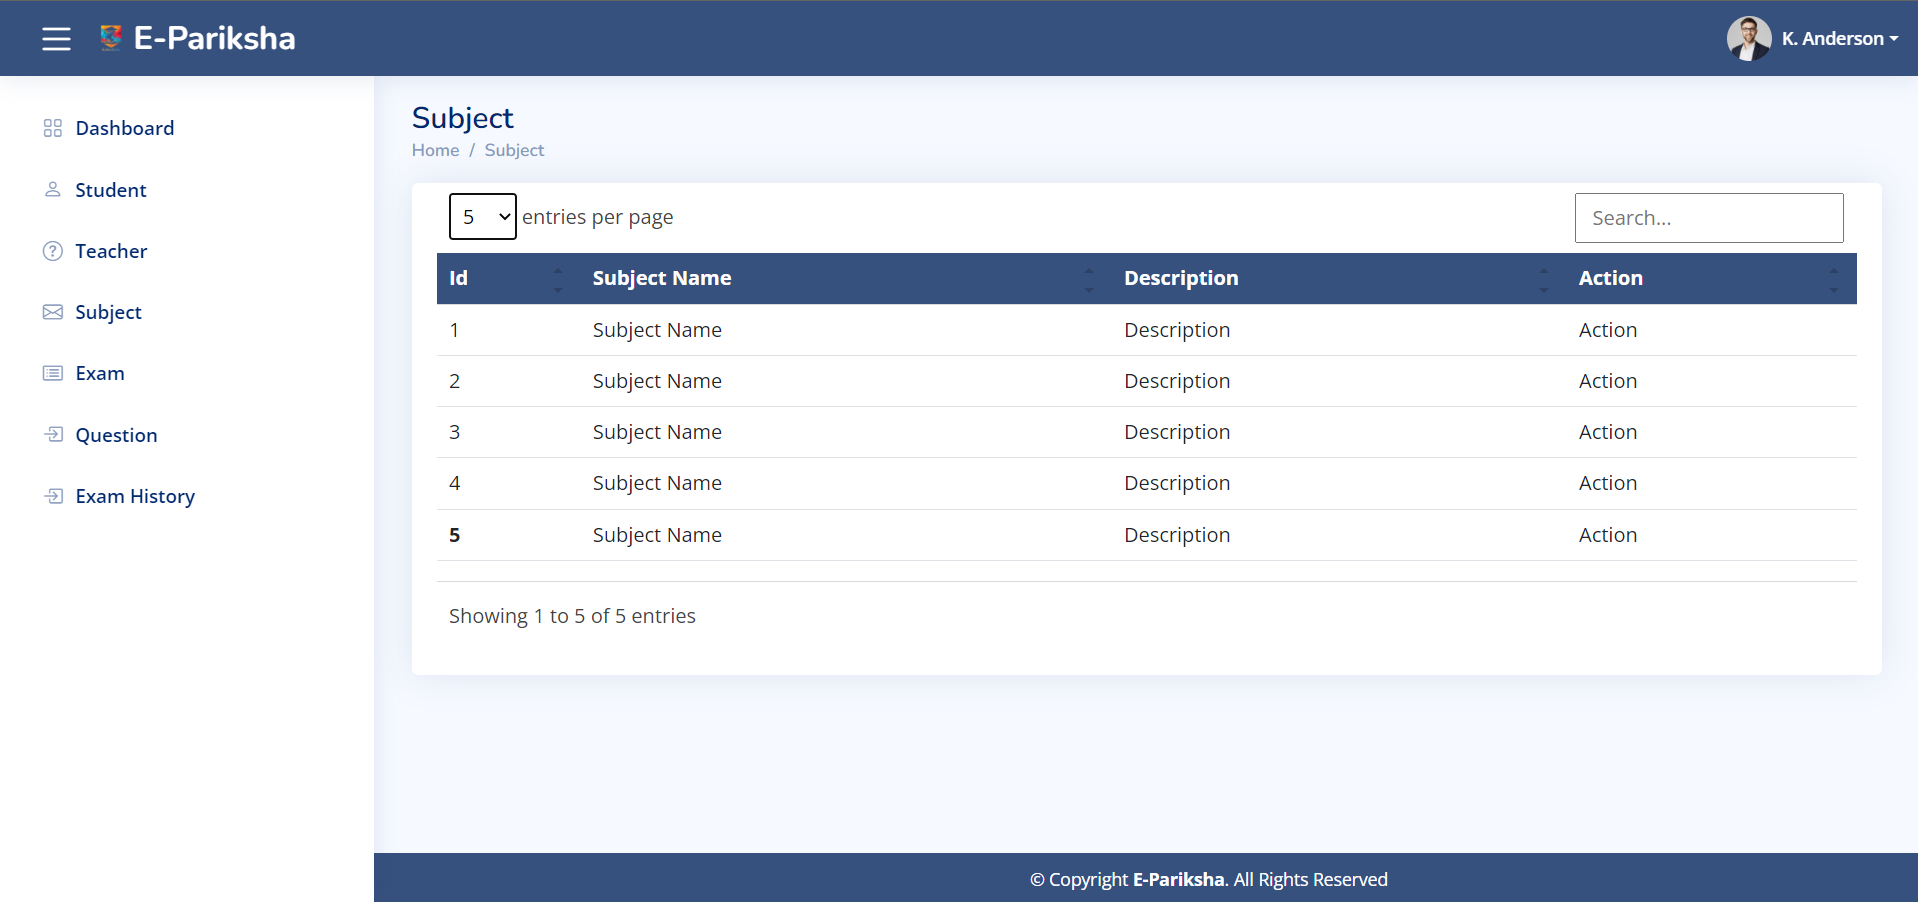 E-Pariksha
K. Anderson
Dashboard
Student
Teacher
Subject
Exam
Question
Exam History
Subject
Home / Subject
5 entries per page
Search...
Id Subject Name Description Action
1 Subject Name Description Action
2 Subject Name Description Action
3 Subject Name Description Action
4 Subject Name Description Action
5 Subject Name Description Action
Showing 1 to 5 of 5 entries
© Copyright E-Pariksha. All Rights Reserved